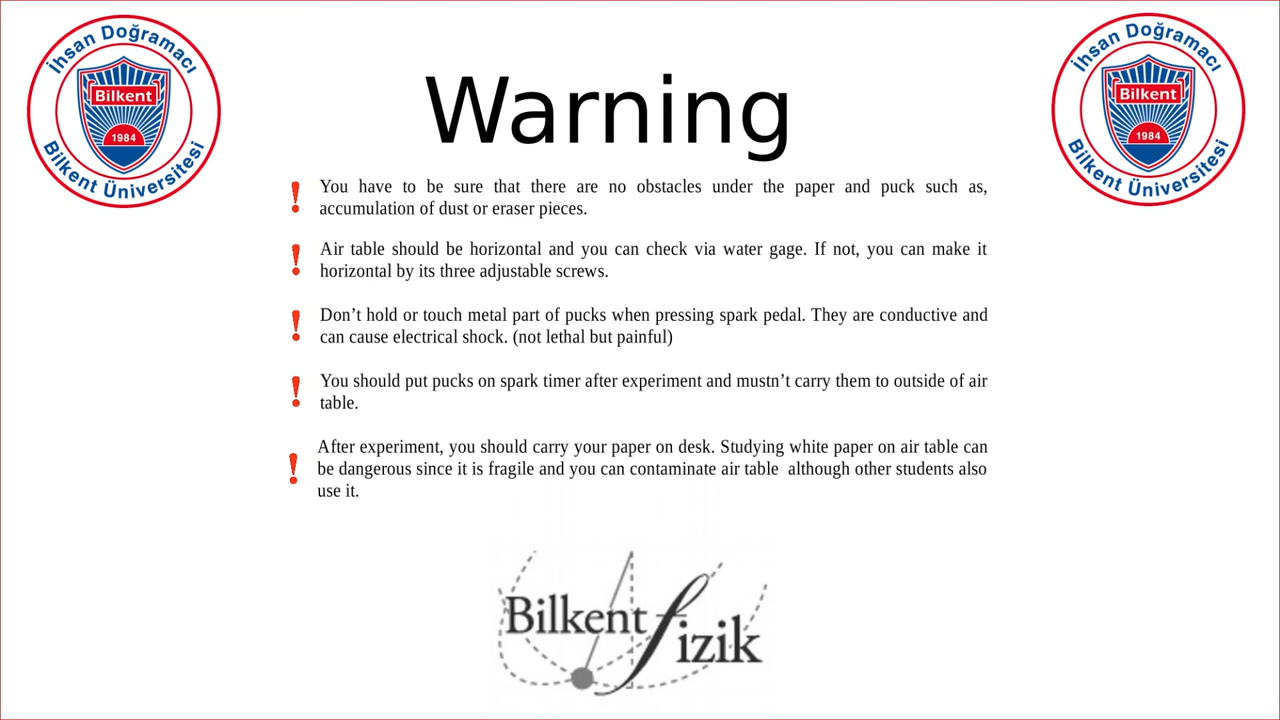 İhsan Doğramacı
Bilkent
1984
Bilkent Üniversitesi
İhsan Doğramacı
Bilkent
1984
Bilkent Üniversitesi
Warning
You have to be sure that there are no obstacles under the paper and puck such as,
accumulation of dust or eraser pieces.
Air table should be horizontal and you can check via water gage. If not, you can make it
horizontal by its three adjustable screws.
Don’t hold or touch metal part of pucks when pressing spark pedal. They are conductive and
can cause electrical shock. (not lethal but painful)
You should put pucks on spark timer after experiment and mustn’t carry them to outside of air
table.
After experiment, you should carry your paper on desk. Studying white paper on air table can
be dangerous since it is fragile and you can contaminate air table  although other students also
use it.
Bilkent fizik